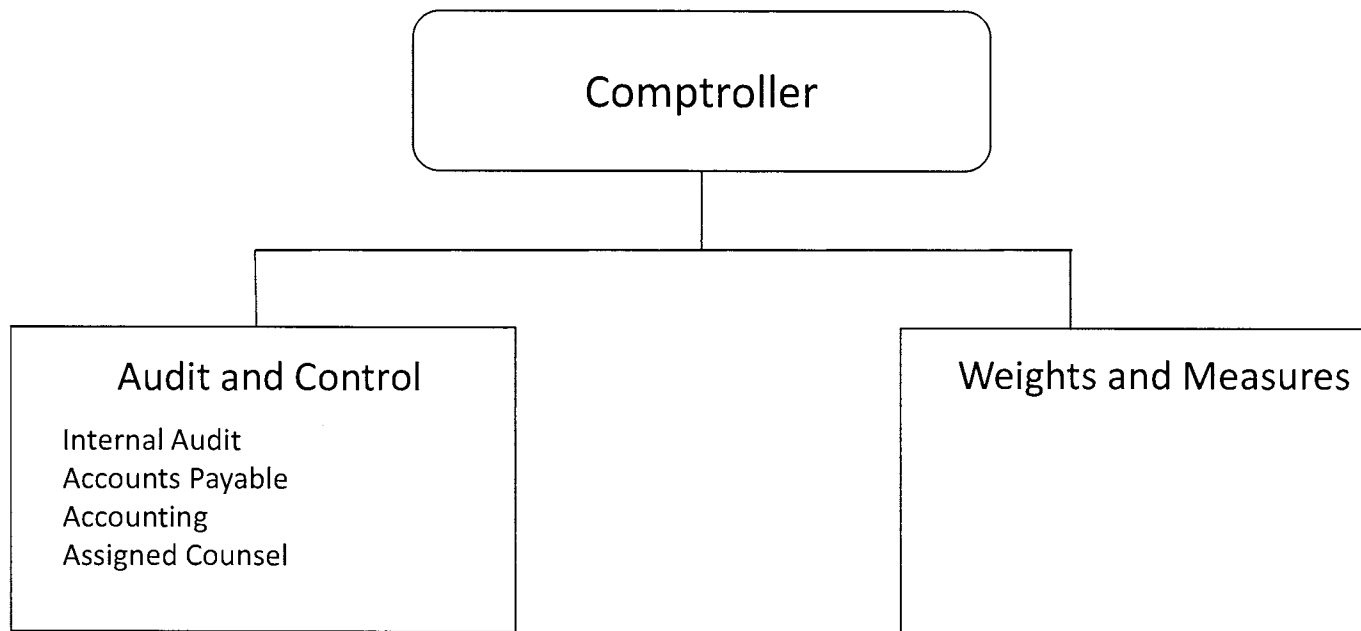 Comptroller
Audit and Control
Internal Audit
Accounts Payable
Accounting
Assigned Counsel
Weights and Measures